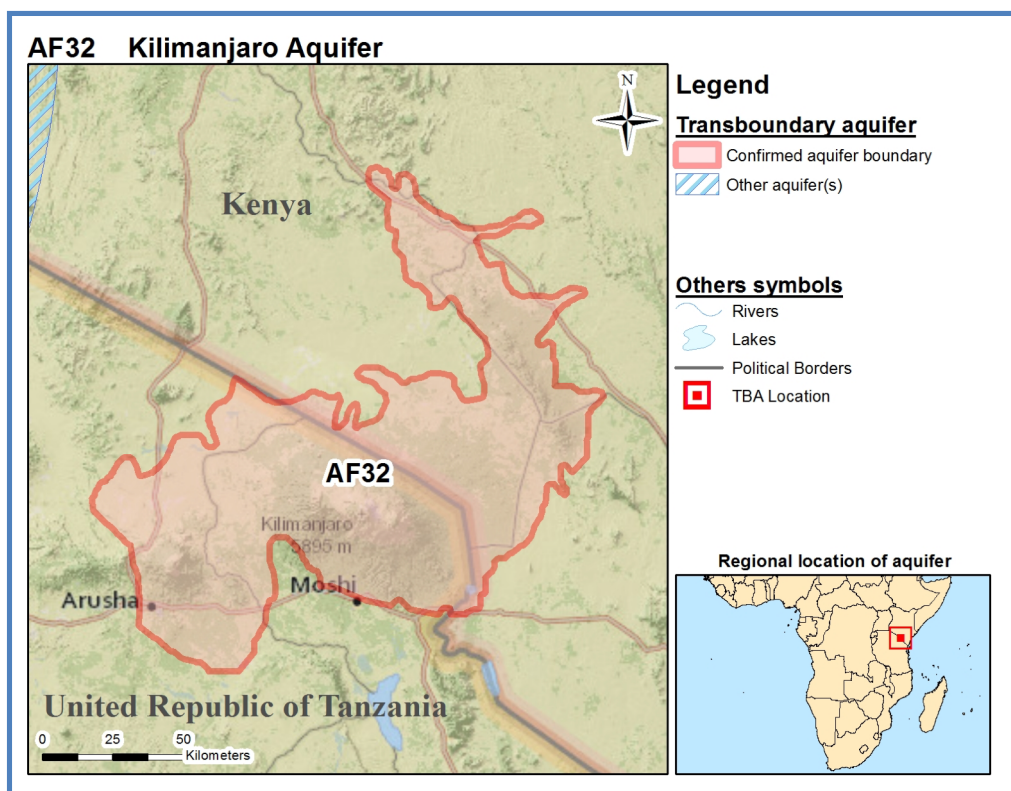 AF32 Kilimanjaro Aquifer
N
Kenya
AF32
Kilimanjaro
5895 m
Moshi
Arusha
United Republic of Tanzania
0 25 50
Kilometers
Legend
Transboundary aquifer
Confirmed aquifer boundary
Other aquifer(s)
Others symbols
Rivers
Lakes
Political Borders
TBA Location
Regional location of aquifer